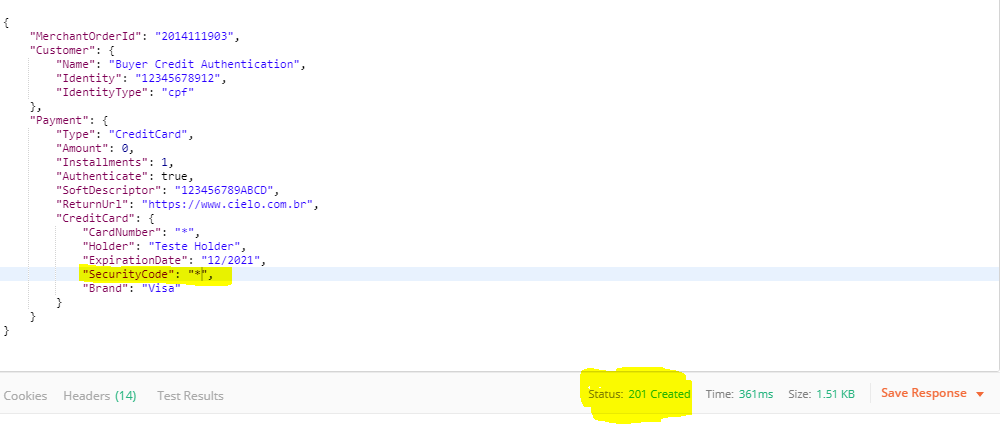 {
"MerchantOrderId": "2014111903",
"Customer": {
"Name": "Buyer Credit Authentication",
"Identity": "12345678912",
"IdentityType": "cpf"
},
"Payment": {
"Type": "CreditCard",
"Amount": 0,
"Installments": 1,
"Authenticate": true,
"SoftDescriptor": "123456789ABCD",
"ReturnUrl": "https://www.cielo.com.br",
"CreditCard": {
"CardNumber": "*",
"Holder": "Teste Holder",
"ExpirationDate": "12/2021",
"SecurityCode": "*",
"Brand": "Visa"
}
}
}
Cookies Headers (14) Test Results Status: 201 Created Time: 361ms Size: 1.51 KB Save Response